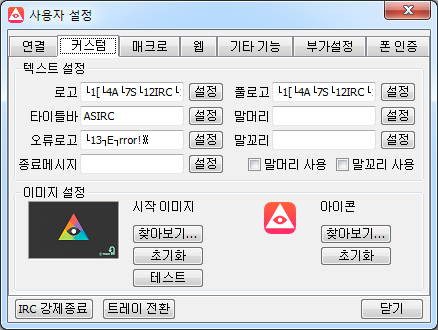 사용자 설정
연결 커스텀 매크로 웹 기타 기능 부가설정 폰 인증
텍스트 설정
로고 └1[└4A└7S└12IRC└ 설정 풀로고 └1[└4A└7S└12IRC└ 설정
타이틀바 ASIRC 설정 말머리 설정
오류로고 └13┐E┐rror!※ 설정 말꼬리 설정
종료메시지 설정 말머리 사용 말꼬리 사용
이미지 설정
시작 이미지 아이콘
찾아보기... 찾아보기...
초기화 초기화
테스트
IRC 강제종료 트레이 전환 닫기